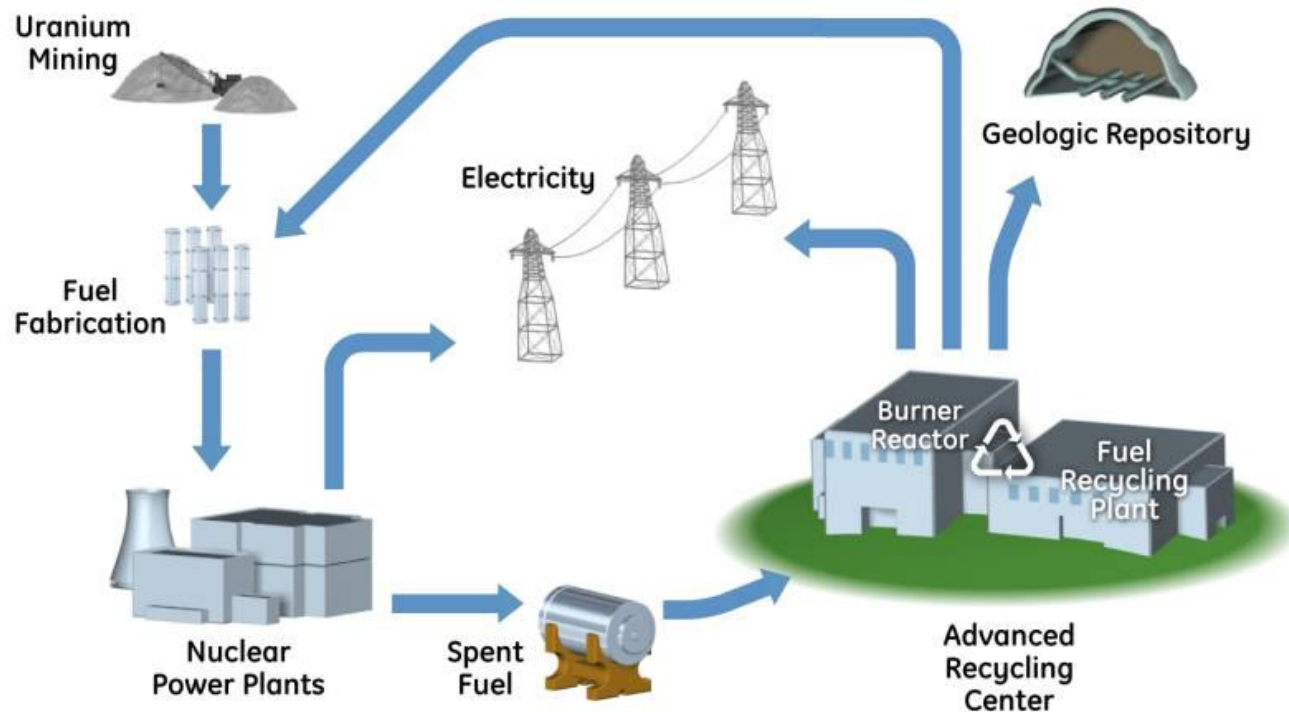 Uranium
Mining
Geologic Repository
Electricity
Fuel
Fabrication
Burner
Reactor
Fuel
Recycling
Plant
Nuclear
Power Plants
Spent
Fuel
Advanced
Recycling
Center